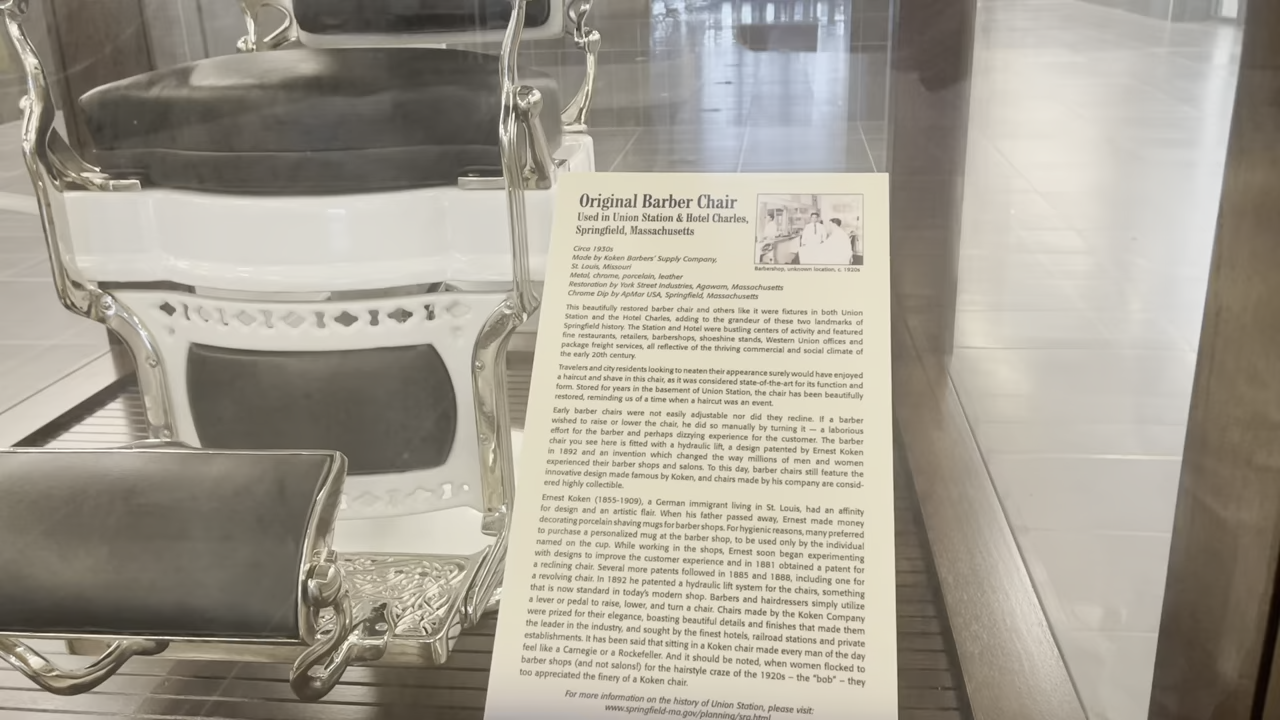 Original Barber Chair
Used in Union Station & Hotel Charles,
Springfield, Massachusetts
Barbershop, unknown location, c. 1920s
Circa 1930s
Made by Koken Barbers' Supply Company,
St. Louis, Missouri
Metal, chrome, porcelain, leather
Restoration by York Street Industries, Agawam, Massachusetts
Chrome Dip by ApMar USA, Springfield, Massachusetts
This beautifully restored barber chair and others like it were fixtures in both Union
Station and the Hotel Charles, adding to the grandeur of these two landmarks of
Springfield history. The Station and Hotel were bustling centers of activity and featured
fine restaurants, retailers, barbershops, shoeshine stands, Western Union offices and
package freight services, all reflective of the thriving commercial and social climate of
the early 20th century.
Travelers and city residents looking to neaten their appearance surely would have enjoyed
a haircut and shave in this chair, as it was considered state-of-the-art for its function and
form. Stored for years in the basement of Union Station, the chair has been beautifully
restored, reminding us of a time when a haircut was an event.
Early barber chairs were not easily adjustable nor did they recline. If a barber
wished to raise or lower the chair, he did so manually by turning it — a laborious
effort for the barber and perhaps dizzying experience for the customer. The barber
chair you see here is fitted with a hydraulic lift, a design patented by Ernest Koken
in 1892 and an invention which changed the way millions of men and women
experienced their barber shops and salons. To this day, barber chairs still feature the
innovative design made famous by Koken, and chairs made by his company are consid-
ered highly collectible.
Ernest Koken (1855-1909), a German immigrant living in St. Louis, had an affinity
for design and an artistic flair. When his father passed away, Ernest made money
decorating porcelain shaving mugs for barber shops. For hygienic reasons, many preferred
to purchase a personalized mug at the barber shop, to be used only by the individual
named on the cup. While working in the shops, Ernest soon began experimenting
with designs to improve the customer experience and in 1881 obtained a patent for
a reclining chair. Several more patents followed in 1885 and 1888, including one for
a revolving chair. In 1892 he patented a hydraulic lift system for the chairs, something
that is now standard in today's modern shop. Barbers and hairdressers simply utilize
a lever or pedal to raise, lower, and turn a chair. Chairs made by the Koken Company
were prized for their elegance, boasting beautiful details and finishes that made them
the leader in the industry, and sought by the finest hotels, railroad stations and private
establishments. It has been said that sitting in a Koken chair made every man of the day
feel like a Carnegie or a Rockefeller. And it should be noted, when women flocked to
barber shops (and not salons!) for the hairstyle craze of the 1920s – the "bob" – they
too appreciated the finery of a Koken chair.
For more information on the history of Union Station, please visit:
www.springfield-ma.gov/planning/sra.html